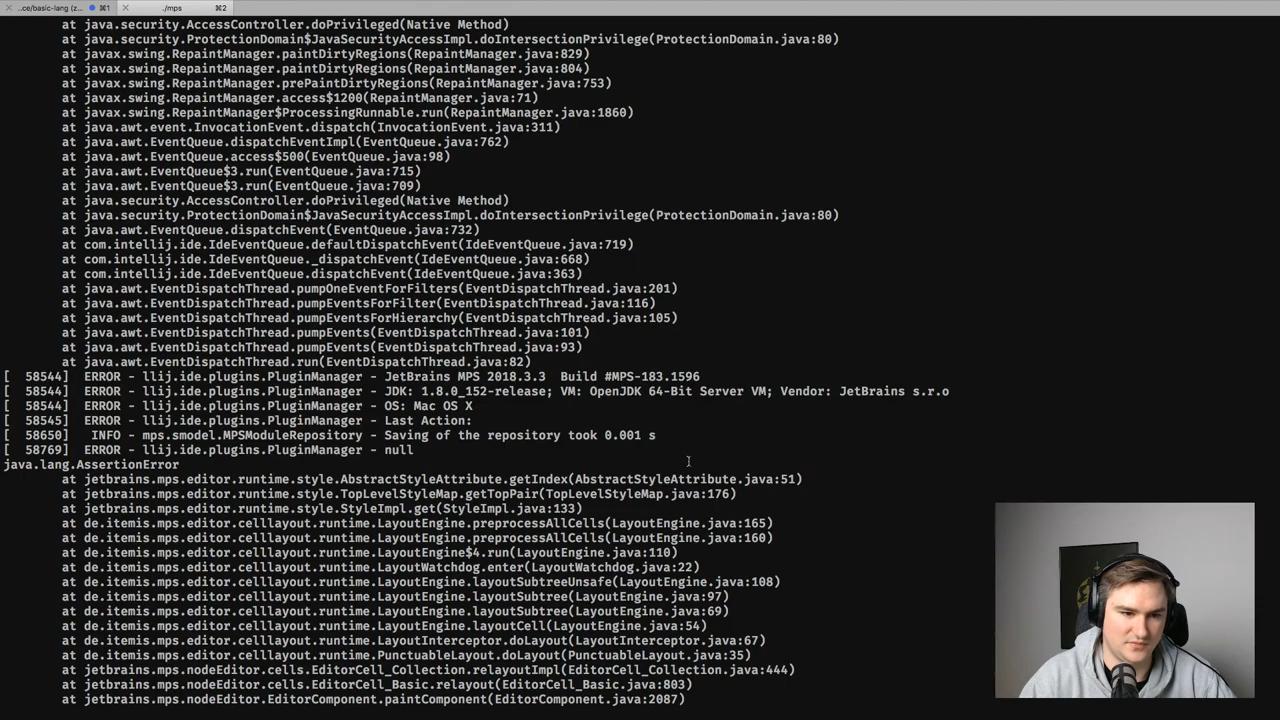 .ce/basic-lang (z... ⌘1
./mps ⌘2
at java.security.AccessController.doPrivileged(Native Method)
at java.security.ProtectionDomain$JavaSecurityAccessImpl.doIntersectionPrivilege(ProtectionDomain.java:80)
at javax.swing.RepaintManager.paintDirtyRegions(RepaintManager.java:829)
at javax.swing.RepaintManager.paintDirtyRegions(RepaintManager.java:804)
at javax.swing.RepaintManager.prePaintDirtyRegions(RepaintManager.java:753)
at javax.swing.RepaintManager.access$1200(RepaintManager.java:71)
at javax.swing.RepaintManager$ProcessingRunnable.run(RepaintManager.java:1860)
at java.awt.event.InvocationEvent.dispatch(InvocationEvent.java:311)
at java.awt.EventQueue.dispatchEventImpl(EventQueue.java:762)
at java.awt.EventQueue.access$500(EventQueue.java:98)
at java.awt.EventQueue$3.run(EventQueue.java:715)
at java.awt.EventQueue$3.run(EventQueue.java:709)
at java.security.AccessController.doPrivileged(Native Method)
at java.security.ProtectionDomain$JavaSecurityAccessImpl.doIntersectionPrivilege(ProtectionDomain.java:80)
at java.awt.EventQueue.dispatchEvent(EventQueue.java:732)
at com.intellij.ide.IdeEventQueue.defaultDispatchEvent(IdeEventQueue.java:719)
at com.intellij.ide.IdeEventQueue._dispatchEvent(IdeEventQueue.java:668)
at com.intellij.ide.IdeEventQueue.dispatchEvent(IdeEventQueue.java:363)
at java.awt.EventDispatchThread.pumpOneEventForFilters(EventDispatchThread.java:201)
at java.awt.EventDispatchThread.pumpEventsForFilter(EventDispatchThread.java:116)
at java.awt.EventDispatchThread.pumpEventsForHierarchy(EventDispatchThread.java:105)
at java.awt.EventDispatchThread.pumpEvents(EventDispatchThread.java:101)
at java.awt.EventDispatchThread.pumpEvents(EventDispatchThread.java:93)
at java.awt.EventDispatchThread.run(EventDispatchThread.java:82)
[ 58544] ERROR - llij.ide.plugins.PluginManager - JetBrains MPS 2018.3.3 Build #MPS-183.1596
[ 58544] ERROR - llij.ide.plugins.PluginManager - JDK: 1.8.0_152-release; VM: OpenJDK 64-Bit Server VM; Vendor: JetBrains s.r.o
[ 58544] ERROR - llij.ide.plugins.PluginManager - OS: Mac OS X
[ 58545] ERROR - llij.ide.plugins.PluginManager - Last Action:
[ 58650] INFO - mps.smodel.MPSModuleRepository - Saving of the repository took 0.001 s
[ 58769] ERROR - llij.ide.plugins.PluginManager - null
java.lang.AssertionError
at jetbrains.mps.editor.runtime.style.AbstractStyleAttribute.getIndex(AbstractStyleAttribute.java:51)
at jetbrains.mps.editor.runtime.style.TopLevelStyleMap.getTopPair(TopLevelStyleMap.java:176)
at jetbrains.mps.editor.runtime.style.StyleImpl.get(StyleImpl.java:133)
at de.itemis.mps.editor.celllayout.runtime.LayoutEngine.preprocessAllCells(LayoutEngine.java:165)
at de.itemis.mps.editor.celllayout.runtime.LayoutEngine.preprocessAllCells(LayoutEngine.java:160)
at de.itemis.mps.editor.celllayout.runtime.LayoutEngine$4.run(LayoutEngine.java:110)
at de.itemis.mps.editor.celllayout.runtime.LayoutWatchdog.enter(LayoutWatchdog.java:22)
at de.itemis.mps.editor.celllayout.runtime.LayoutEngine.layoutSubtreeUnsafe(LayoutEngine.java:108)
at de.itemis.mps.editor.celllayout.runtime.LayoutEngine.layoutSubtree(LayoutEngine.java:97)
at de.itemis.mps.editor.celllayout.runtime.LayoutEngine.layoutSubtree(LayoutEngine.java:69)
at de.itemis.mps.editor.celllayout.runtime.LayoutEngine.layoutCell(LayoutEngine.java:54)
at de.itemis.mps.editor.celllayout.runtime.LayoutInterceptor.doLayout(LayoutInterceptor.java:67)
at de.itemis.mps.editor.celllayout.runtime.PunctuableLayout.doLayout(PunctuableLayout.java:35)
at jetbrains.mps.nodeEditor.cells.EditorCell_Collection.relayoutImpl(EditorCell_Collection.java:444)
at jetbrains.mps.nodeEditor.cells.EditorCell_Basic.relayout(EditorCell_Basic.java:803)
at jetbrains.mps.nodeEditor.EditorComponent.paintComponent(EditorComponent.java:2087)